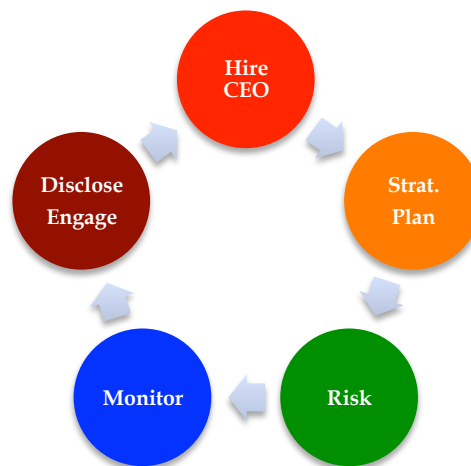 Hire
CEO
Strat.
Plan
Risk
Monitor
Disclose
Engage